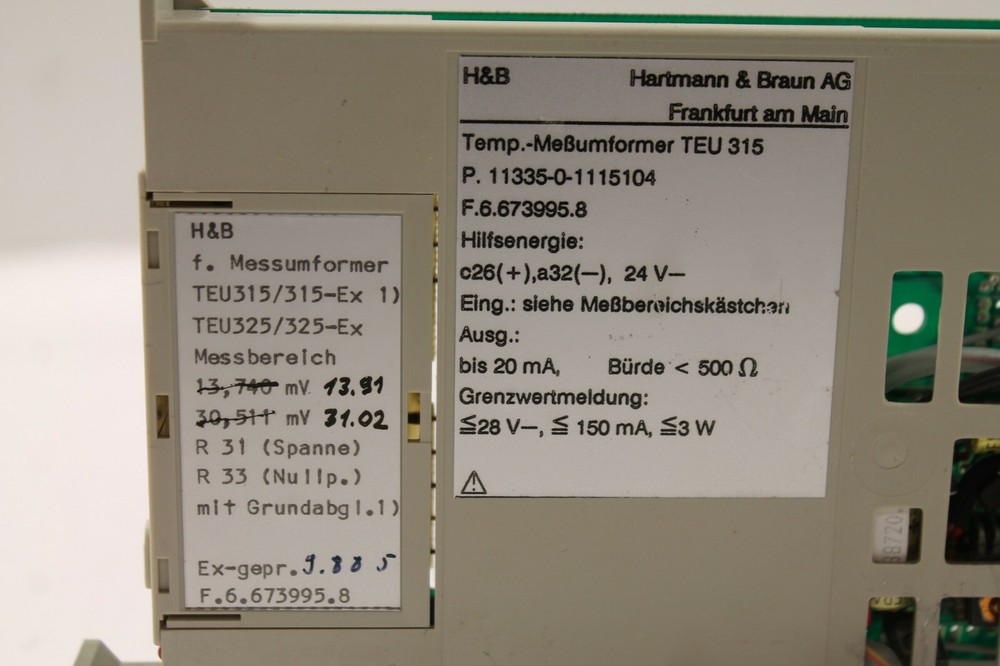 H&B Hartmann & Braun AG
Frankfurt am Main
Temp.-Meßumformer TEU 315
P. 11335-0-1115104
F.6.673995.8
Hilfsenergie:
c26(+),a32(−), 24 V−
Eing.: siehe Meßbereichskästchen
Ausg.:
bis 20 mA, Bürde < 500 Ω
Grenzwertmeldung:
≦28 V−, ≦ 150 mA, ≦3 W
H&B
f. Messumformer
TEU315/315-Ex 1)
TEU325/325-Ex
Messbereich
13,740 mV 13.91
30,511 mV 31.02
R 31 (Spanne)
R 33 (Nullp.)
mit Grundabgl.1)
Ex-gepr. 9.88 5
F.6.673995.8